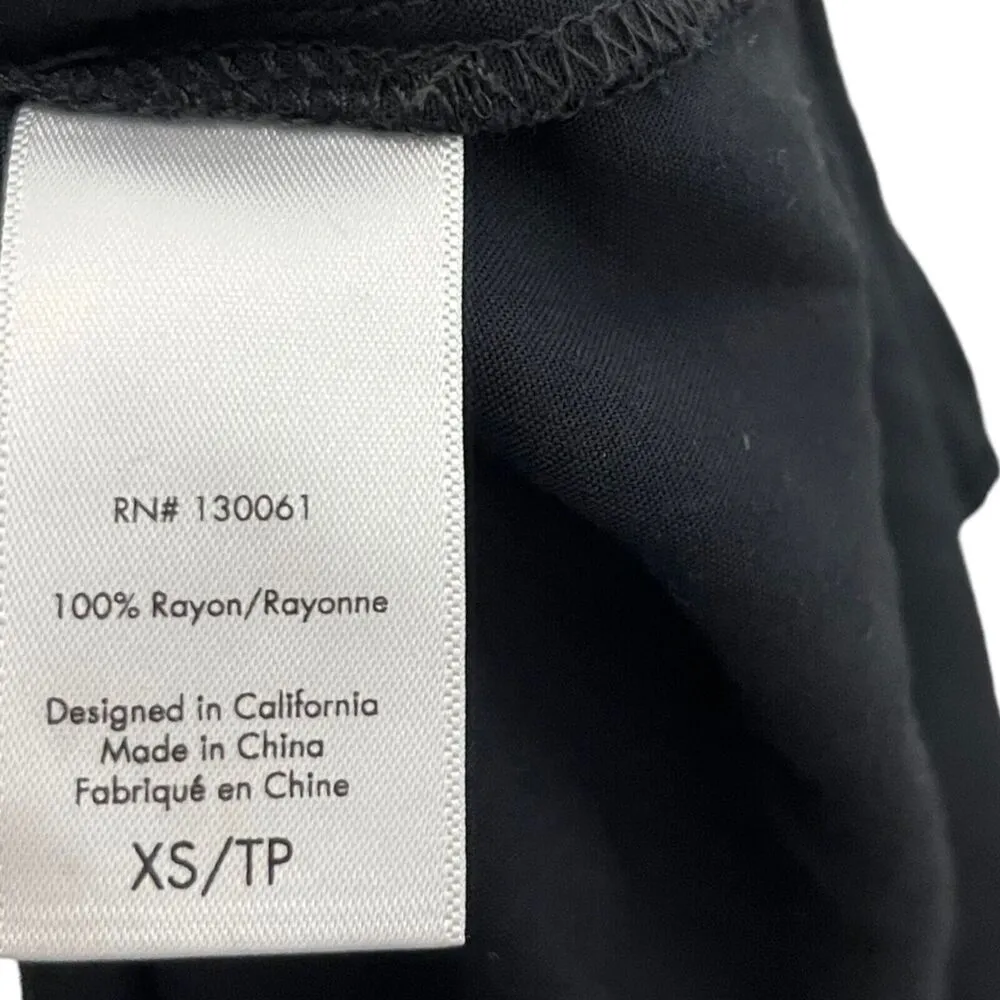 RN# 130061
100% Rayon/Rayonne
Designed in California
Made in China
Fabriqué en Chine
XS/TP